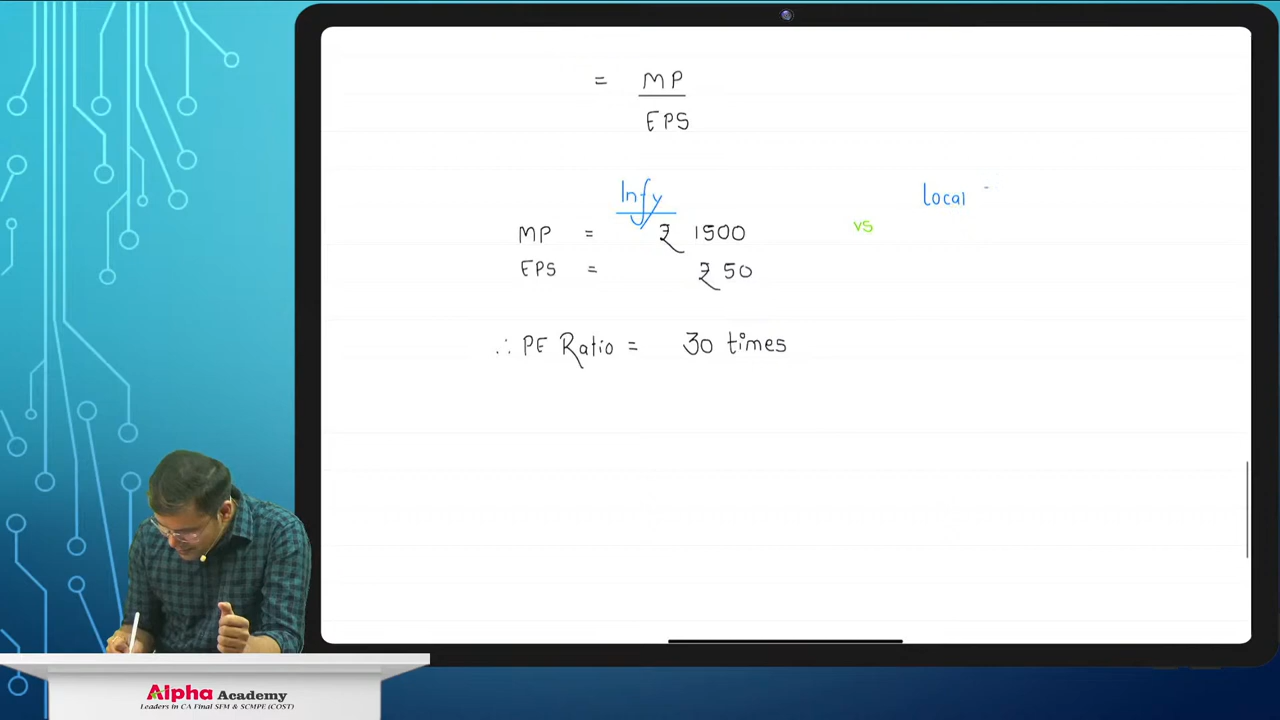 = MP
EPS
Infy
local
MP = ₹ 1500
vs
EPS = ₹ 50
∴ PE Ratio = 30 times
Alpha Academy
Leaders in CA Final SFM & SCMPE (COST)